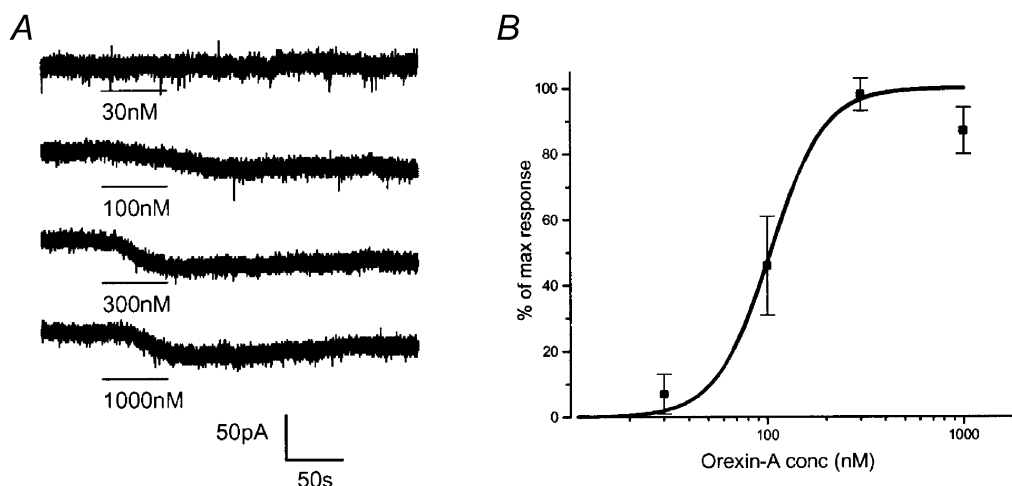 A
30nM
100nM
300nM
1000nM
50pA
50s
B
% of max response
100
80
60
40
20
0
100
1000
Orexin-A conc (nM)